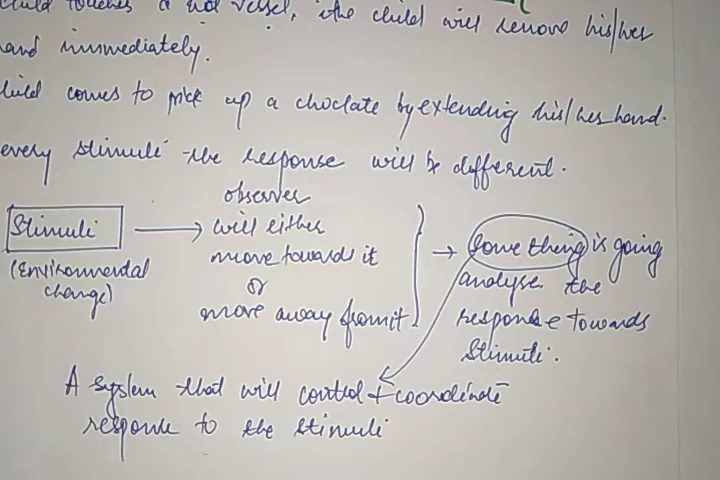 child touches a hot vessel, the child will remove his/her
hand immediately.
child comes to pick up a choclate by extending his/her hand.
every stimuli the response will be different.
Stimuli
(Environmental
change)
observer
will either
move towards it
or
move away from it
Some thing is going
analyse the
response towards
stimuli.
A system that will control + coordinate
response to the stimuli